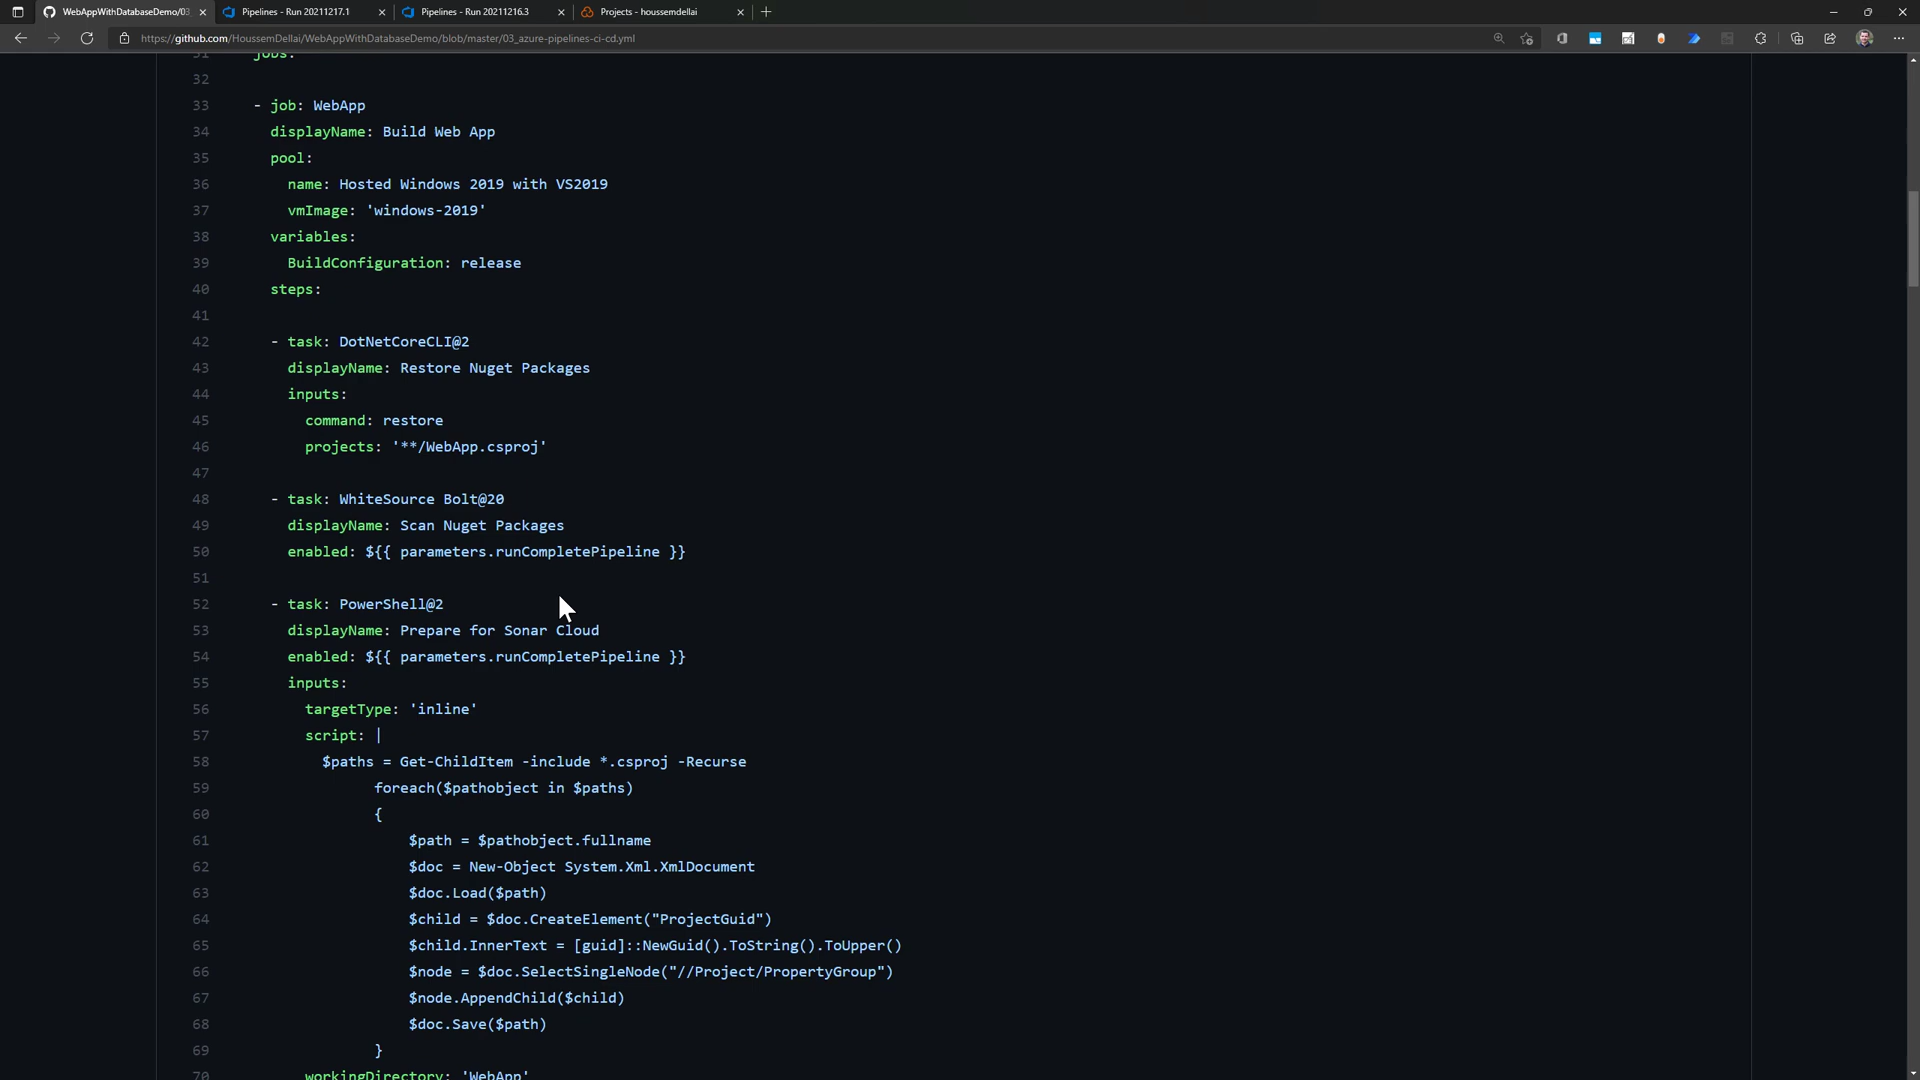 WebAppWithDatabaseDemo/03_
Pipelines - Run 20211217.1
Pipelines - Run 20211216.3
Projects - houssemdellai
https://github.com/HoussemDellai/WebAppWithDatabaseDemo/blob/master/03_azure-pipelines-ci-cd.yml
31 jobs:
32
33 - job: WebApp
34 displayName: Build Web App
35 pool:
36 name: Hosted Windows 2019 with VS2019
37 vmImage: 'windows-2019'
38 variables:
39 BuildConfiguration: release
40 steps:
41
42 - task: DotNetCoreCLI@2
43 displayName: Restore Nuget Packages
44 inputs:
45 command: restore
46 projects: '**/WebApp.csproj'
47
48 - task: WhiteSource Bolt@20
49 displayName: Scan Nuget Packages
50 enabled: ${{ parameters.runCompletePipeline }}
51
52 - task: PowerShell@2
53 displayName: Prepare for Sonar Cloud
54 enabled: ${{ parameters.runCompletePipeline }}
55 inputs:
56 targetType: 'inline'
57 script: |
58 $paths = Get-ChildItem -include *.csproj -Recurse
59 foreach($pathobject in $paths)
60 {
61 $path = $pathobject.fullname
62 $doc = New-Object System.Xml.XmlDocument
63 $doc.Load($path)
64 $child = $doc.CreateElement("ProjectGuid")
65 $child.InnerText = [guid]::NewGuid().ToString().ToUpper()
66 $node = $doc.SelectSingleNode("//Project/PropertyGroup")
67 $node.AppendChild($child)
68 $doc.Save($path)
69 }
70 workingDirectory: 'WebApp'